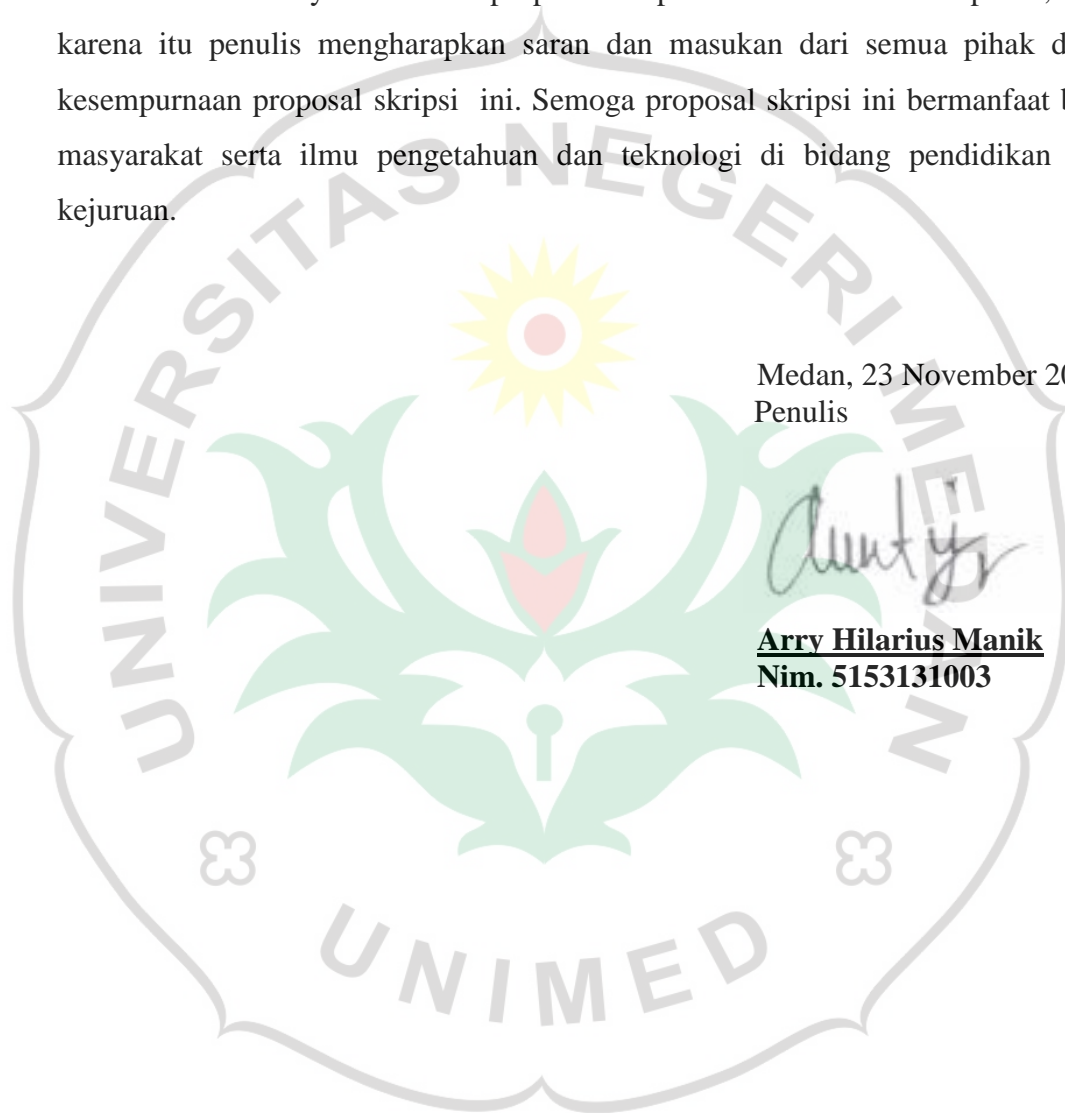 karena itu penulis mengharapkan saran dan masukan dari semua pihak
kesempurnaan proposal skripsi ini. Semoga proposal skripsi ini bermanfaat
masyarakat serta ilmu pengetahuan dan teknologi di bidang pendidikan
kejuruan.
UNIVERSITAS NEGERI MEDAN
Medan, 23 November
Penulis
Arry Hilarius Manik
Nim. 5153131003
UNIMED